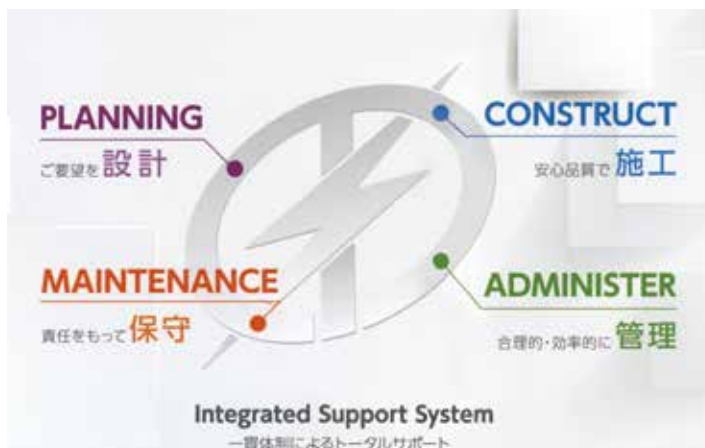 PLANNING
ご要望を設計
CONSTRUCT
安心品質で施工
MAINTENANCE
責任をもって保守
ADMINISTER
合理的・効率的に管理
Integrated Support System
一貫体制によるトータルサポート